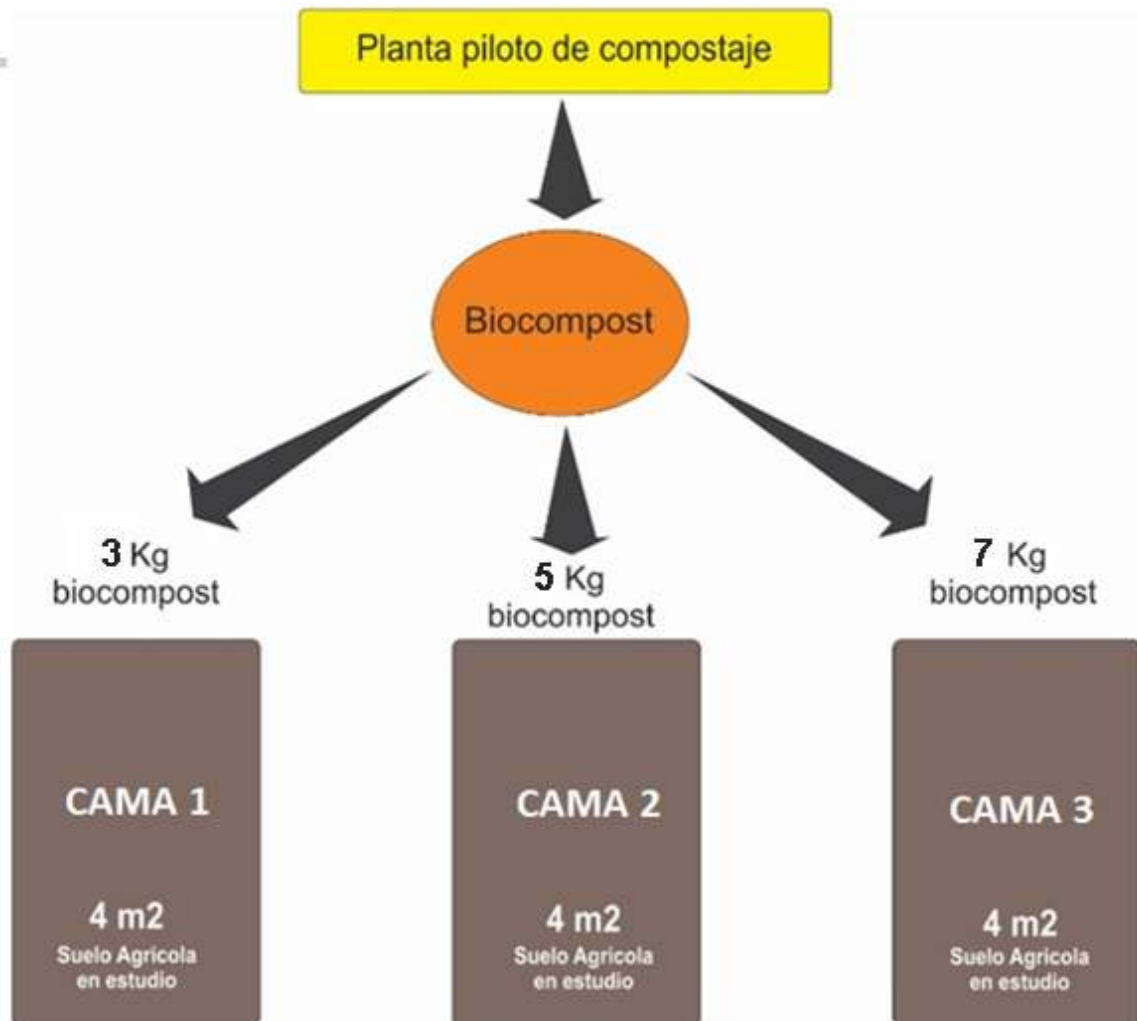 Planta piloto de compostaje
Biocompost
3 Kg
biocompost
5 Kg
biocompost
7 Kg
biocompost
CAMA 1
4 m2
Suelo Agricola
en estudio
CAMA 2
4 m2
Suelo Agricola
en estudio
CAMA 3
4 m2
Suelo Agricola
en estudio